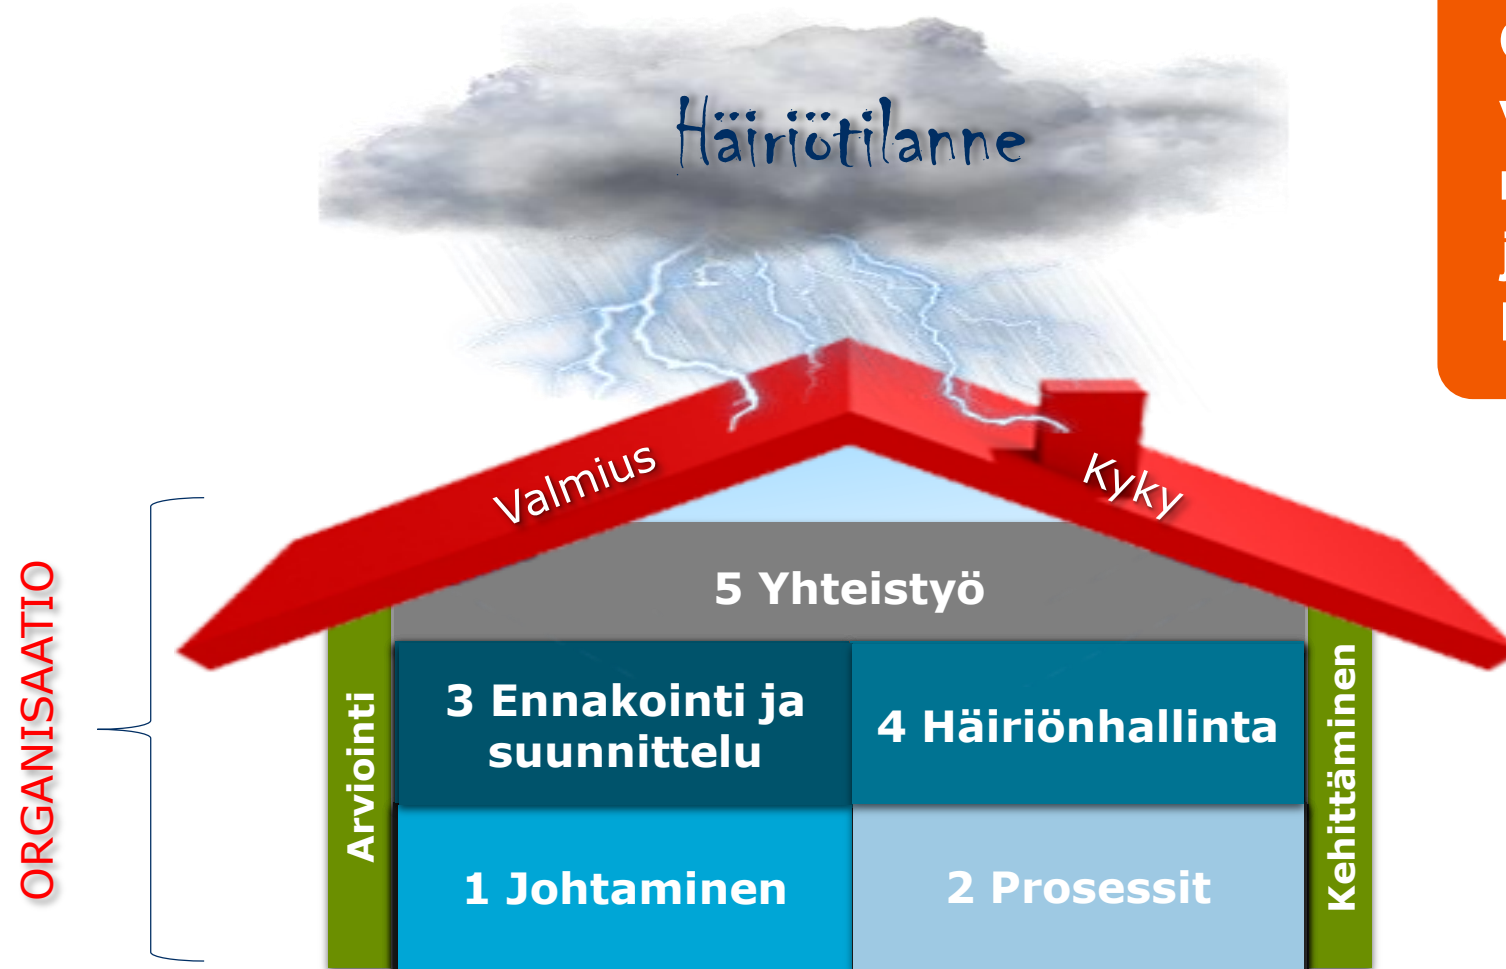 Häiriötilanne
Valmius
Kyky
ORGANISAATIO
5 Yhteistyö
Arviointi
3 Ennakointi ja
suunnittelu
4 Häiriönhallinta
Kehittäminen
1 Johtaminen
2 Prosessit